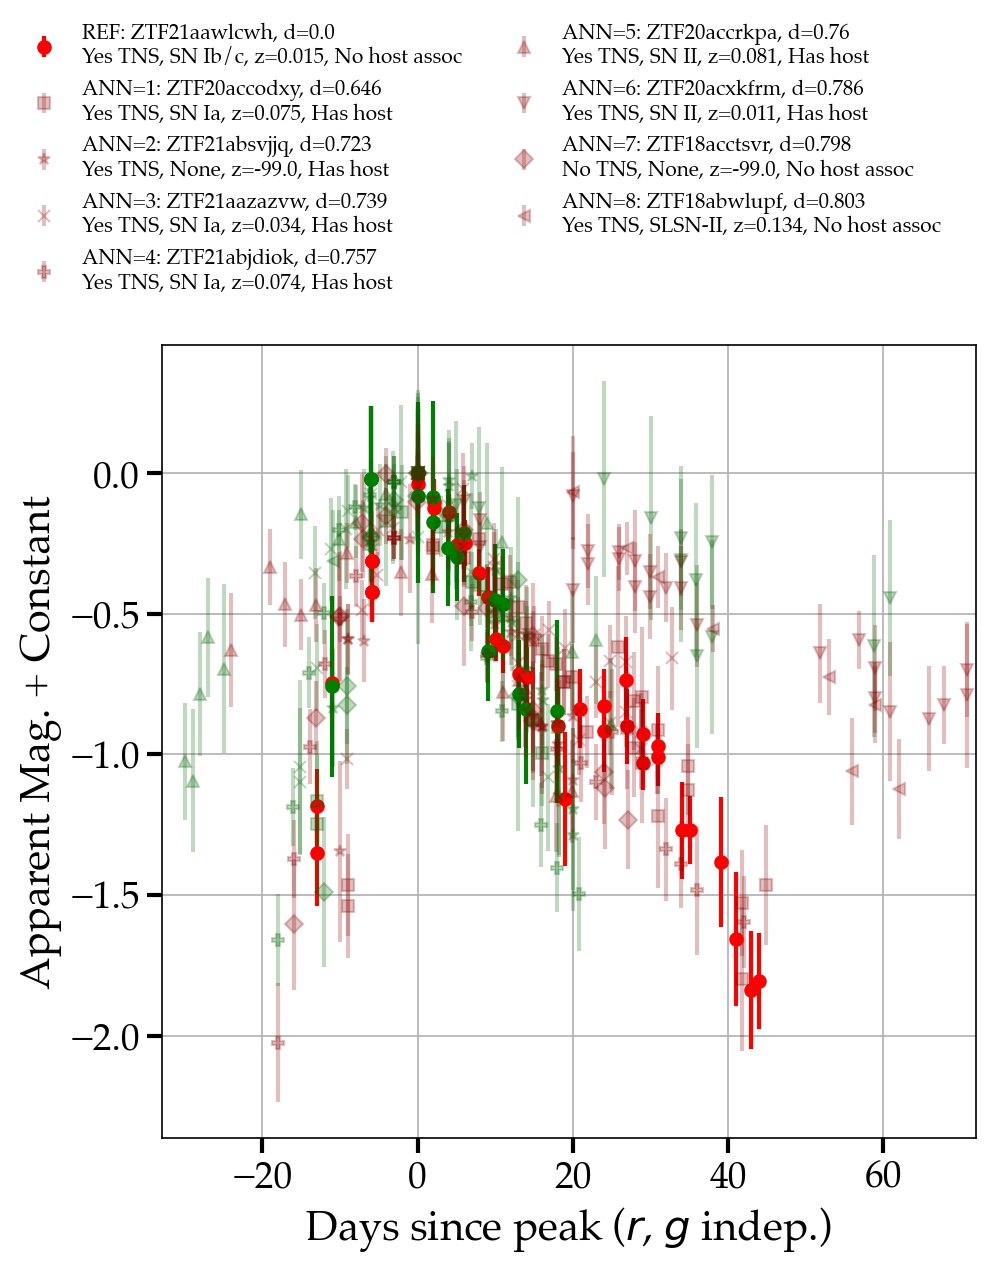 REF: ZTF21aawlcwh, d=0.0
Yes TNS, SN Ib/c, z=0.015, No host assoc
ANN=1: ZTF20accodxy, d=0.646
Yes TNS, SN Ia, z=0.075, Has host
ANN=2: ZTF21absvjjq, d=0.723
Yes TNS, None, z=-99.0, Has host
ANN=3: ZTF21aazazvw, d=0.739
Yes TNS, SN Ia, z=0.034, Has host
ANN=4: ZTF21abjdiok, d=0.757
Yes TNS, SN Ia, z=0.074, Has host
ANN=5: ZTF20accrkpa, d=0.76
Yes TNS, SN II, z=0.081, Has host
ANN=6: ZTF20acxkfrm, d=0.786
Yes TNS, SN II, z=0.011, Has host
ANN=7: ZTF18acctsvr, d=0.798
No TNS, None, z=-99.0, No host assoc
ANN=8: ZTF18abwlupf, d=0.803
Yes TNS, SLSN-II, z=0.134, No host assoc
Apparent Mag. + Constant
0.0
−0.5
−1.0
−1.5
−2.0
−20
0
20
40
60
Days since peak (r, g indep.)